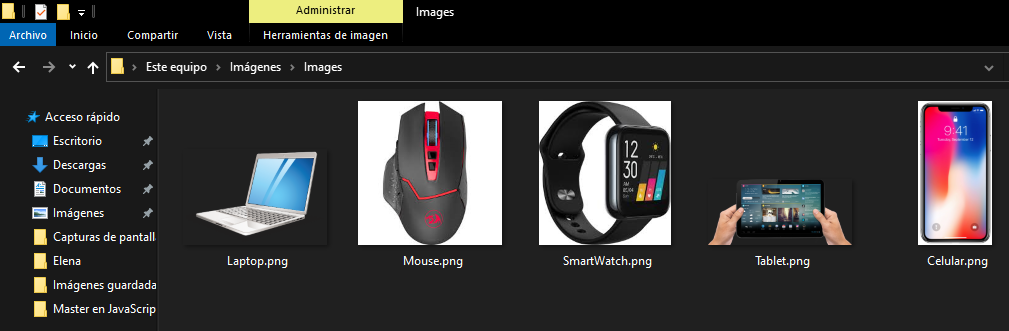 Administrar
Images
Archivo
Inicio
Compartir
Vista
Herramientas de imagen
Este equipo > Imágenes > Images
Acceso rápido
Escritorio
Descargas
Documentos
Imágenes
Capturas de pantall
Elena
Imágenes guardada
Master en JavaScrip
12
30
9:41
Laptop.png
Mouse.png
SmartWatch.png
Tablet.png
Celular.png